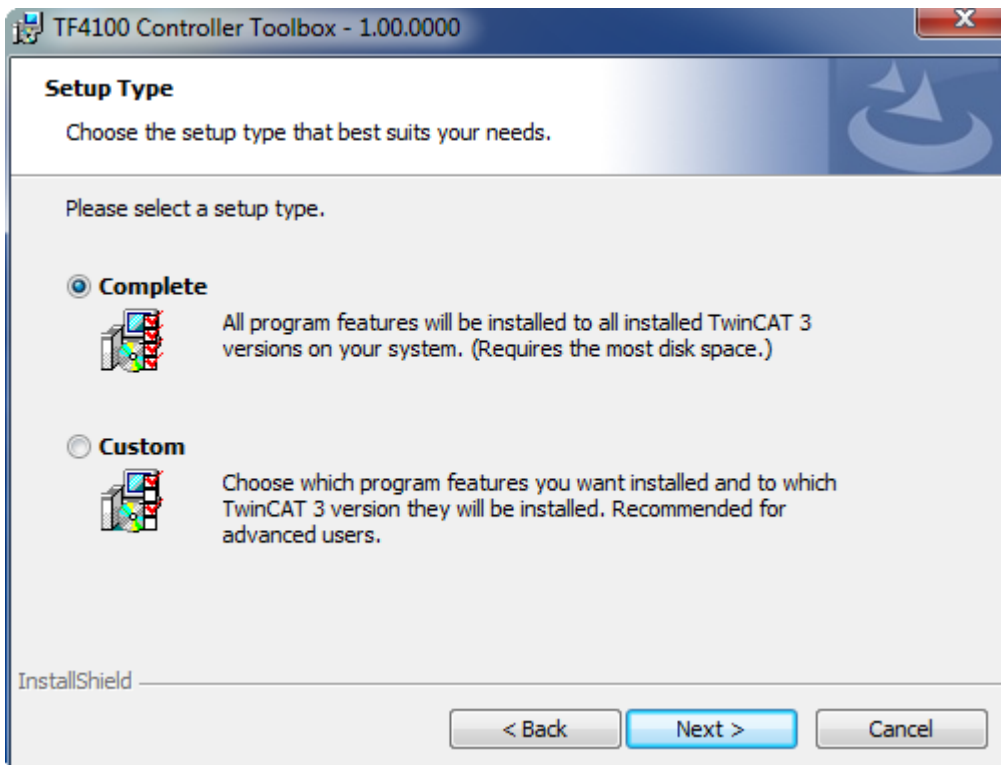 TF4100 Controller Toolbox - 1.00.0000
Setup Type
Choose the setup type that best suits your needs.
Please select a setup type.
Complete
All program features will be installed to all installed TwinCAT 3
versions on your system. (Requires the most disk space.)
Custom
Choose which program features you want installed and to which
TwinCAT 3 version they will be installed. Recommended for
advanced users.
InstallShield
< Back
Next >
Cancel